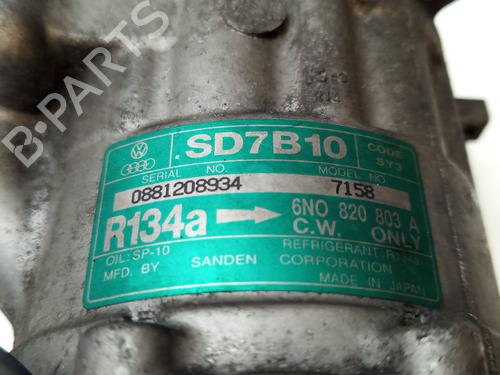 B-PARTS
SD7B10
CODE
SY3
SERIAL NO.
MODEL NO
0881208934
7158
R134a
6N0 820 803 A
C.W. ONLY
OIL: SP-10
REFRIGERANT R134a
MFD. BY SANDEN CORPORATION
MADE IN JAPAN